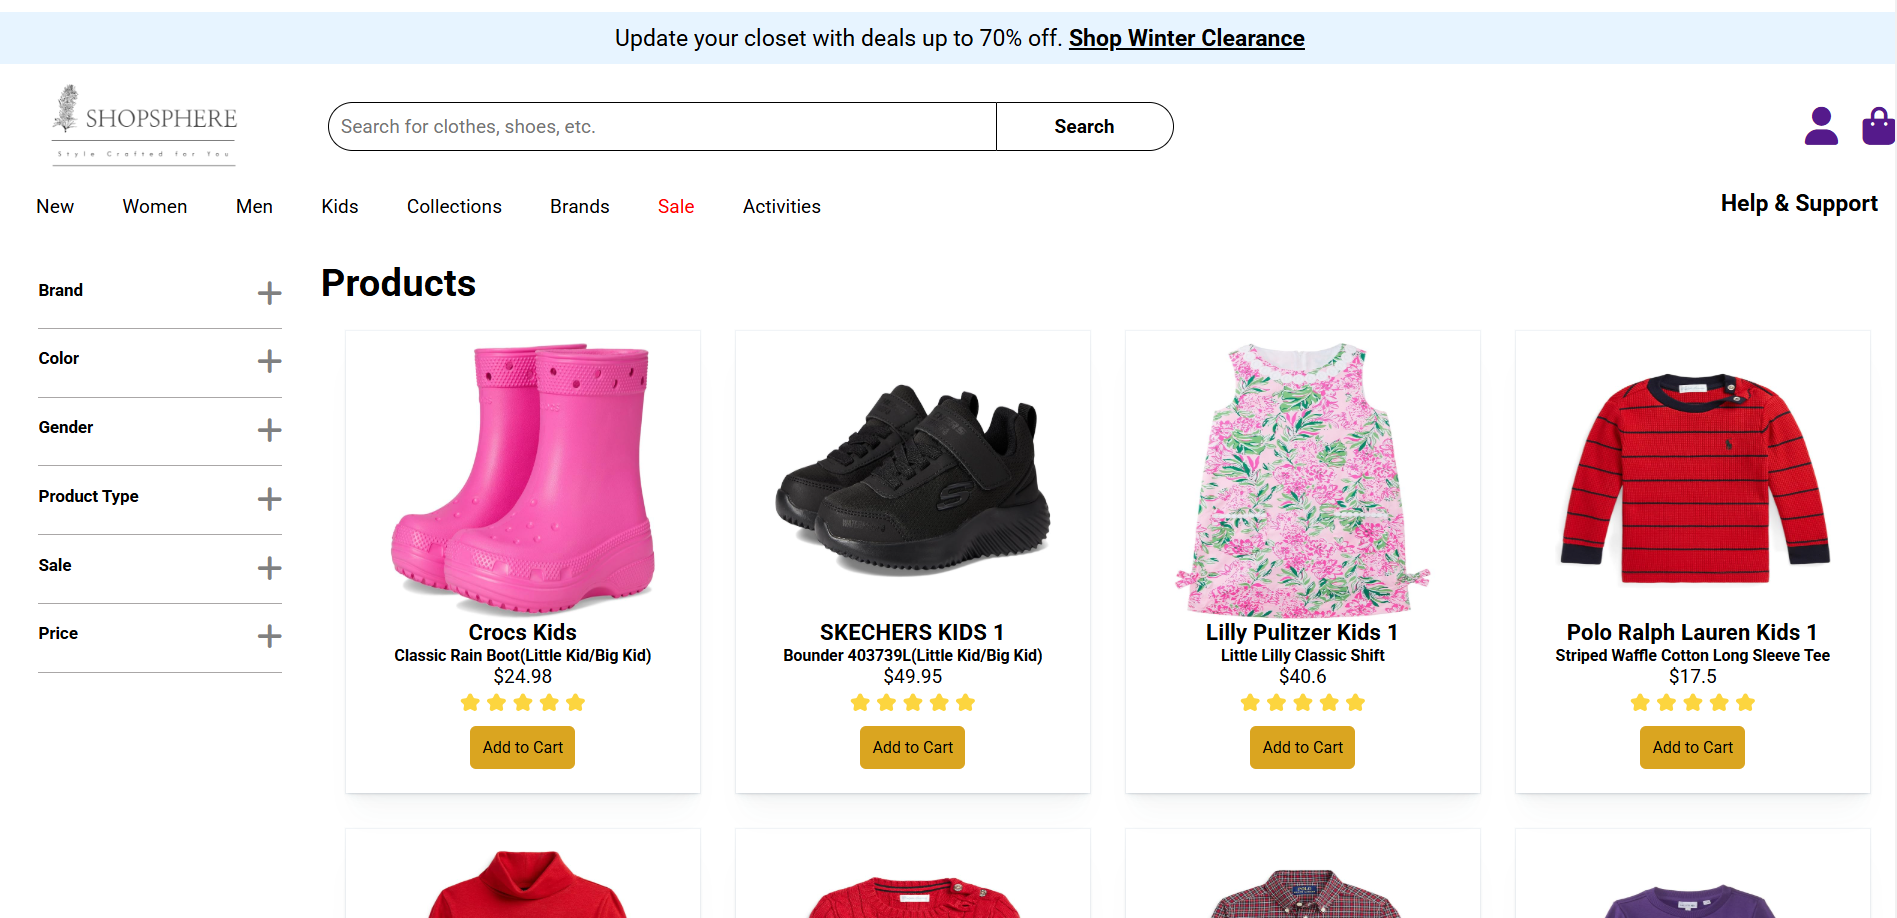 Update your closet with deals up to 70% off. Shop Winter Clearance
SHOPSPHERE
Style Crafted for You
Search for clothes, shoes, etc.
Search
New
Women
Men
Kids
Collections
Brands
Sale
Activities
Help & Support
Brand
Color
Gender
Product Type
Sale
Price
Products
Crocs Kids
Classic Rain Boot(Little Kid/Big Kid)
$24.98
Add to Cart
SKECHERS KIDS 1
Bounder 403739L(Little Kid/Big Kid)
$49.95
Add to Cart
Lilly Pulitzer Kids 1
Little Lilly Classic Shift
$40.6
Add to Cart
Polo Ralph Lauren Kids 1
Striped Waffle Cotton Long Sleeve Tee
$17.5
Add to Cart
POLO